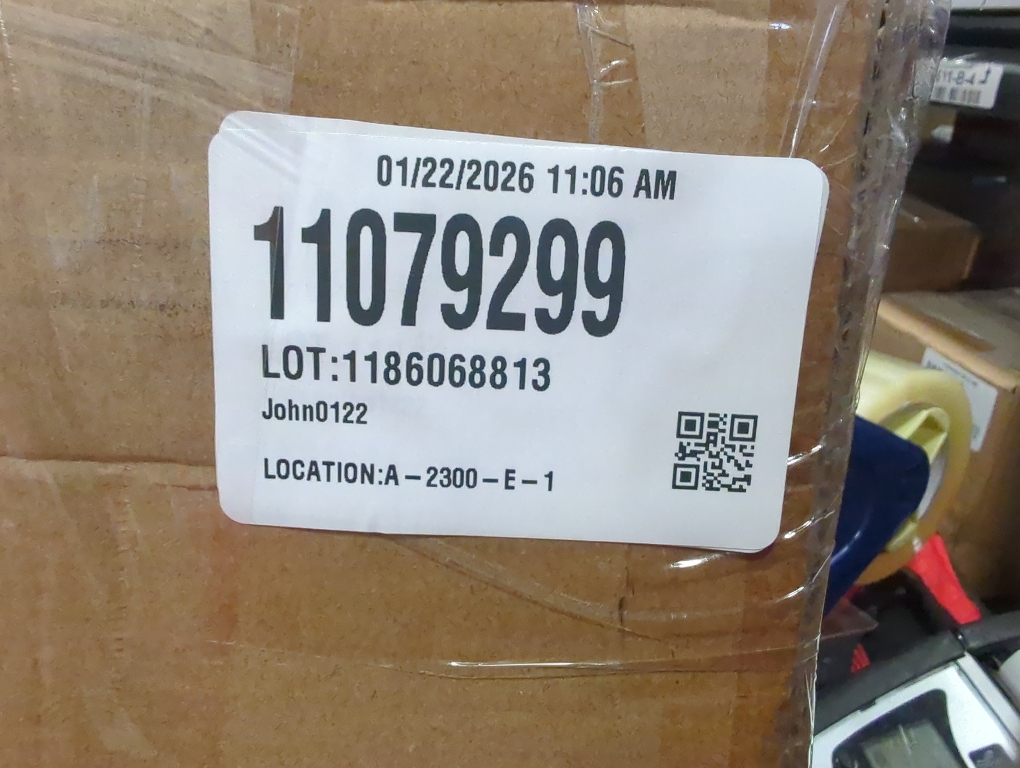 01/22/2026 11:06 AM
11079299
LOT:1186068813
John0122
LOCATION:A-2300-E-1